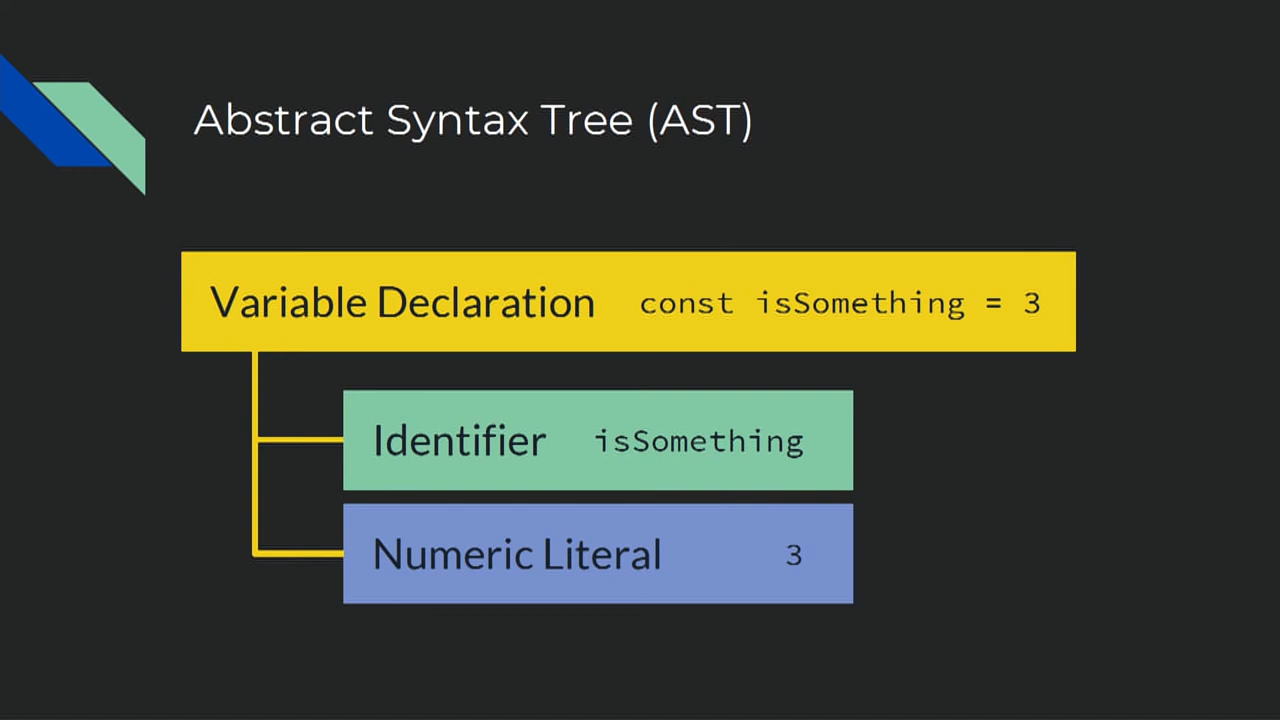 Abstract Syntax Tree (AST)
Variable Declaration const isSomething = 3
Identifier isSomething
Numeric Literal 3